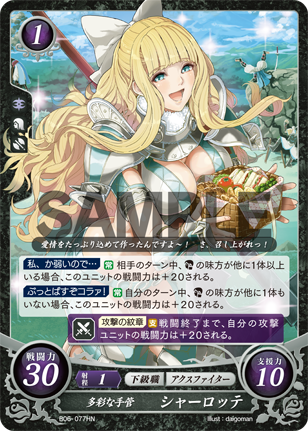 1
SAMPLE
愛情をたっぷり込めて作ったんですよ～!さ、召し上がれっ!
私、か弱いので… 常 相手のターン中、の味方が他に1体以上
いる場合、このユニットの戦闘力は＋20される。
ぶっとばすぞコラァ! 常 自分のターン中、の味方が他に1体も
いない場合、このユニットの戦闘力は＋20される。
攻撃の紋章 支 戦闘終了まで、自分の攻撃
ユニットの戦闘力は＋20される。
戦闘力
30
多彩な手管 シャーロッテ
支援力
10
射程 1 下級職 アクスファイター
B06-077HN
Illust：daigoman